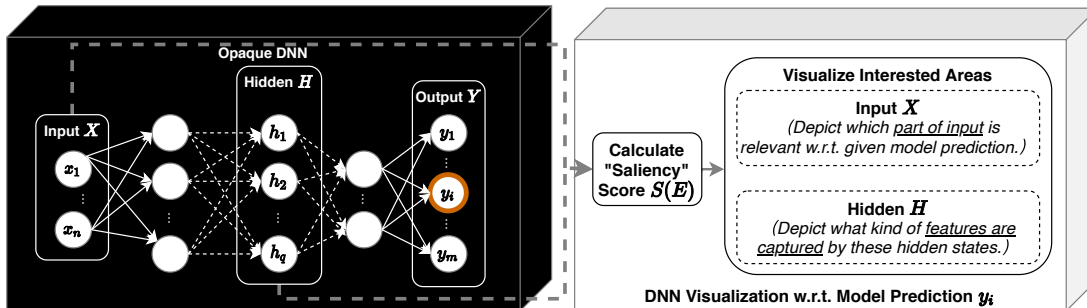 Opaque DNN
Input X
x1
⋮
xn
⋮
Hidden H
h1
h2
⋮
hq
⋮
Output Y
y1
⋮
yi
⋮
ym
Calculate
"Saliency"
Score S(E)
Visualize Interested Areas
Input X
(Depict which part of input is
relevant w.r.t. given model prediction.)
Hidden H
(Depict what kind of features are
captured by these hidden states.)
DNN Visualization w.r.t. Model Prediction yi